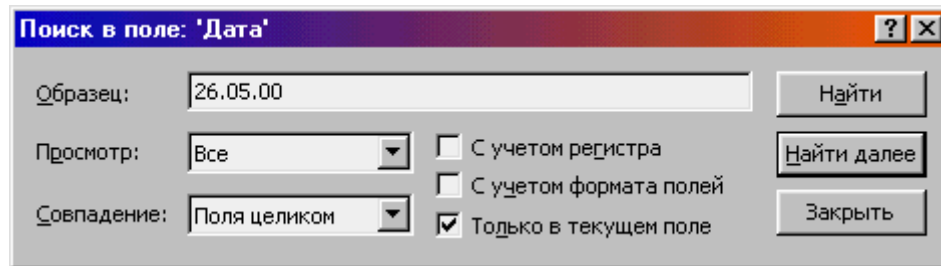 Поиск в поле: 'Дата'
Образец: 26.05.00 Найти
Просмотр: Все С учетом регистра Найти далее
С учетом формата полей
Совпадение: Поля целиком Только в текущем поле Закрыть